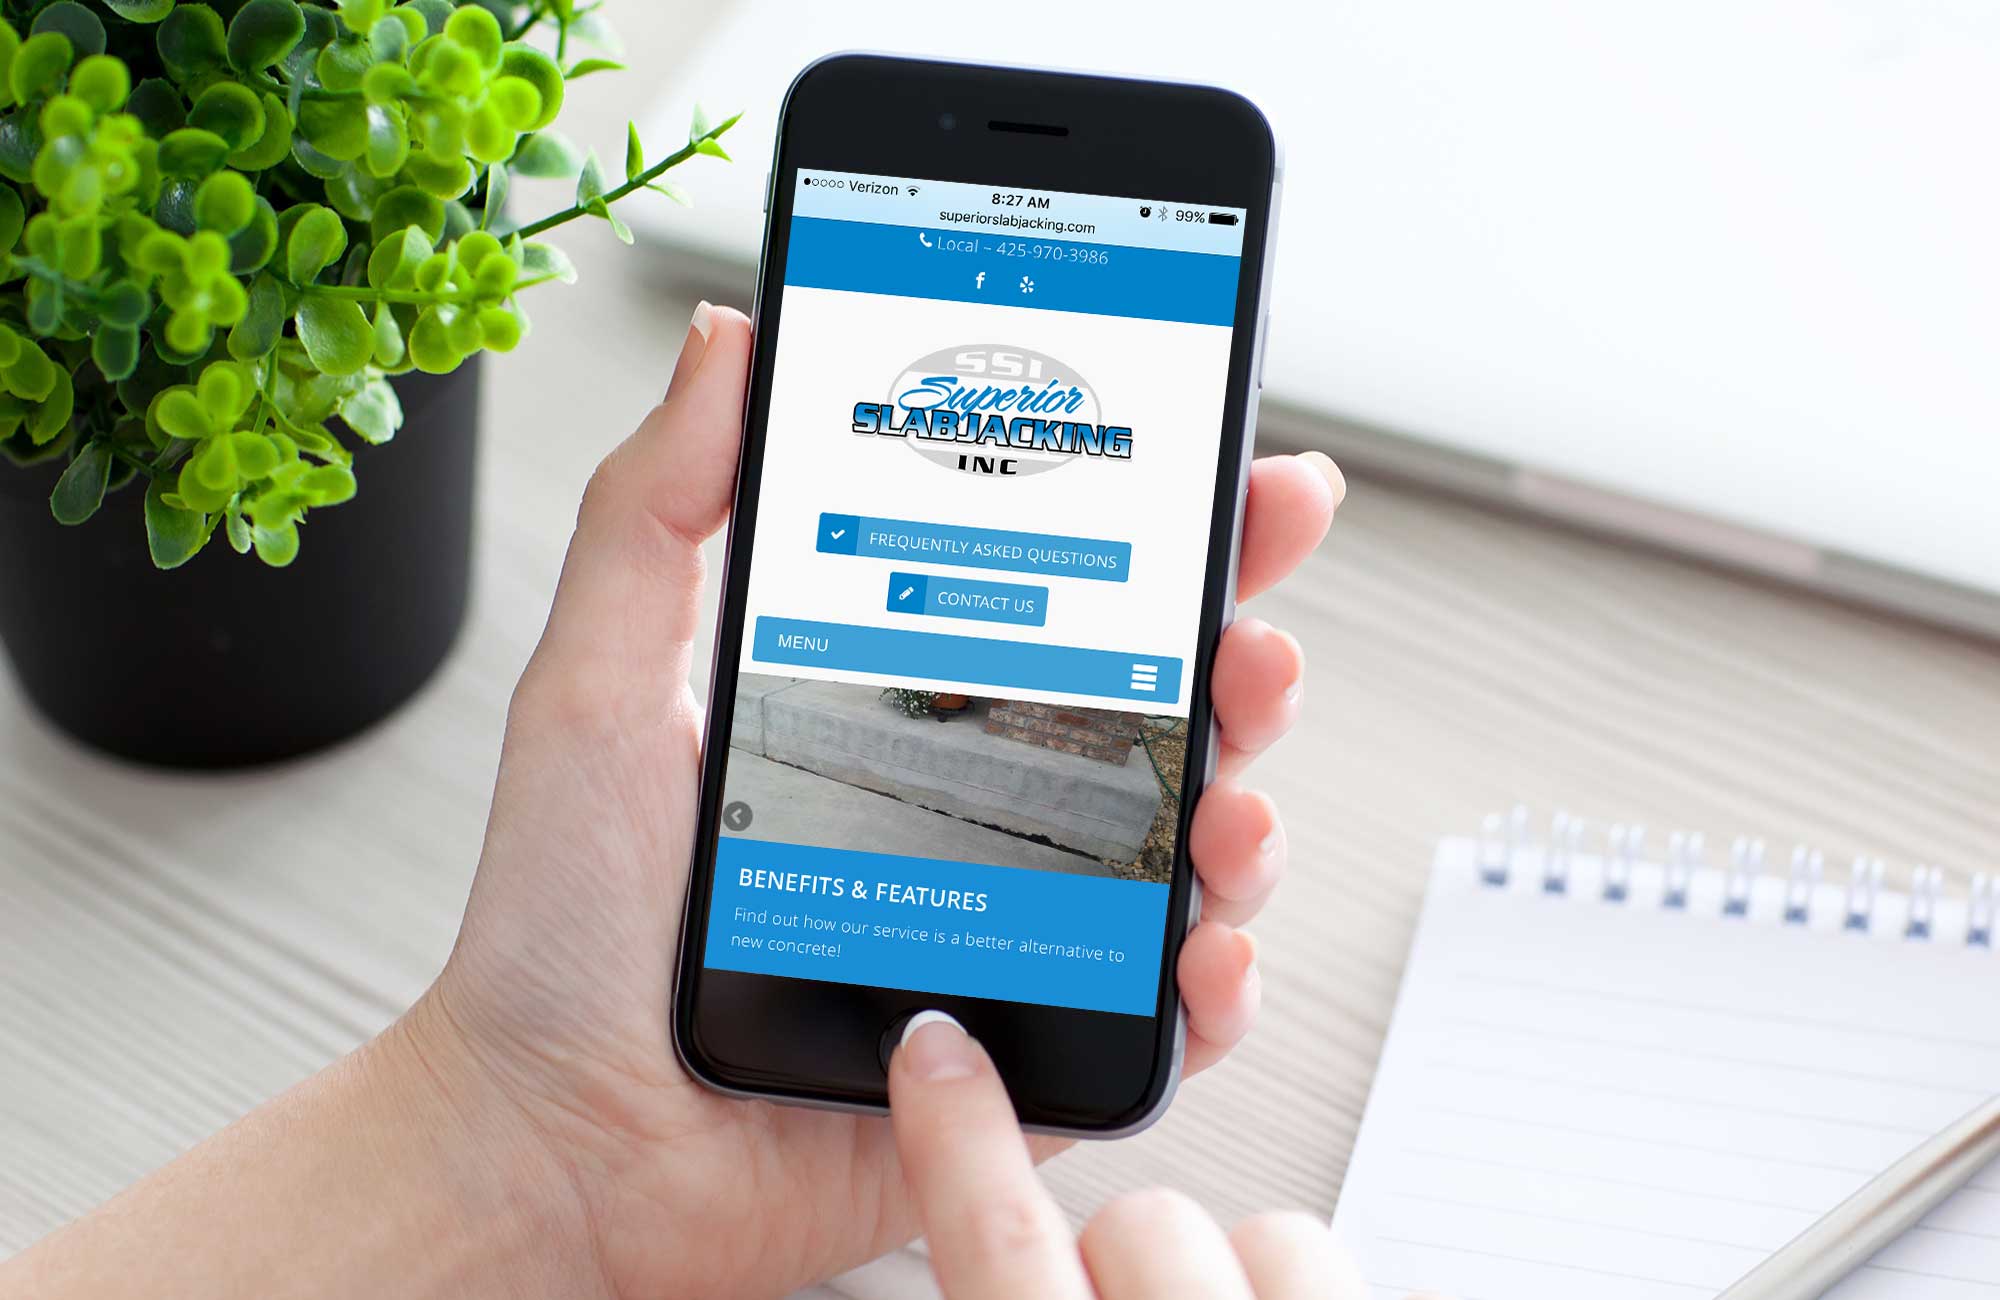 Verizon
8:27 AM
99%
superiorslabjacking.com
Local – 425-970-3986
SSI
Superior
SLABJACKING
INC
FREQUENTLY ASKED QUESTIONS
CONTACT US
MENU
BENEFITS & FEATURES
Find out how our service is a better alternative to
new concrete!